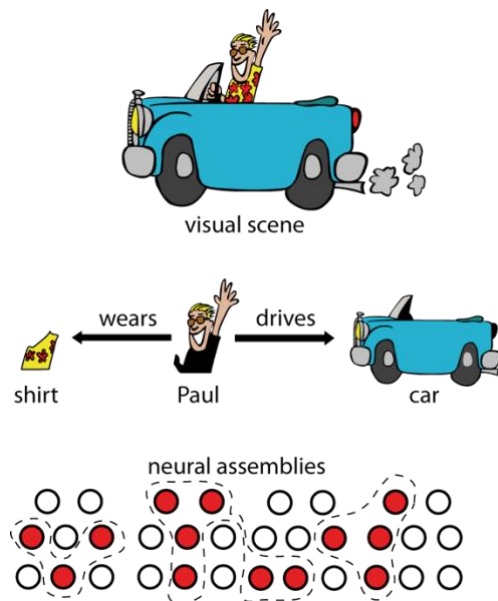 visual scene
wears drives
shirt Paul car
neural assemblies